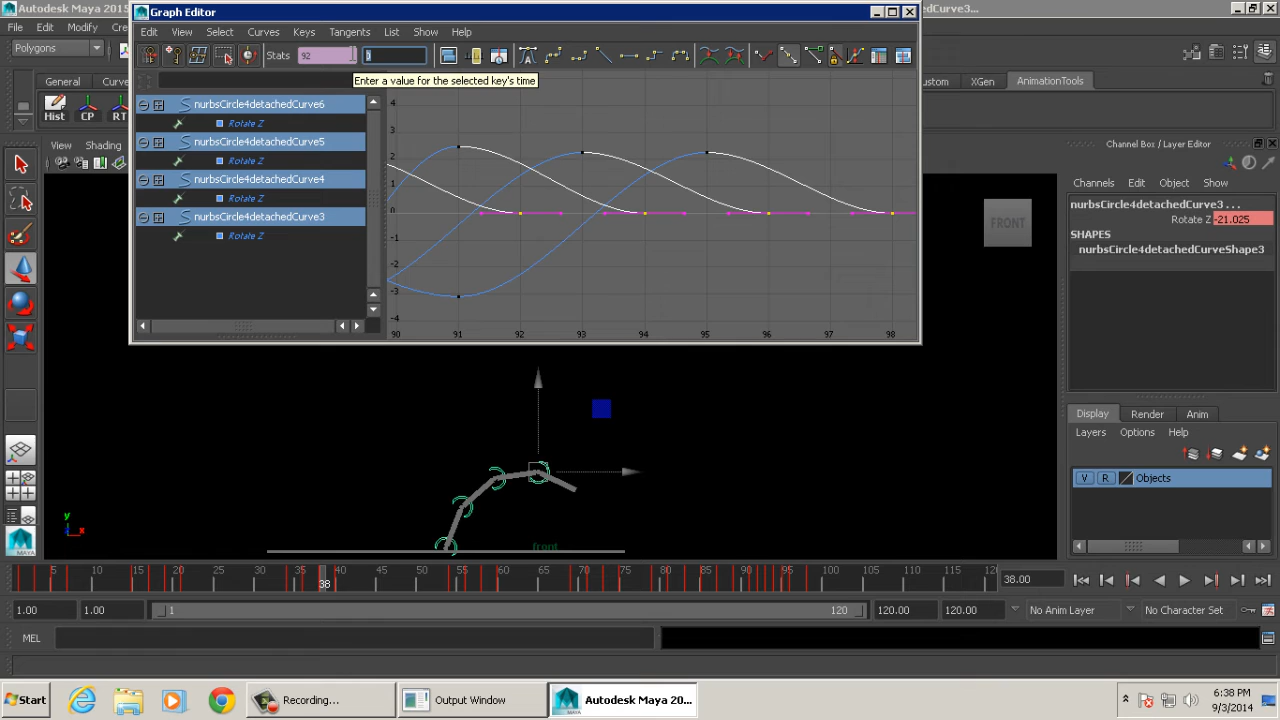 Autodesk Maya 2015
Curve3...
Graph Editor
File Edit Modify
Edit View Select Curves Keys Tangents List Show Help
Polygons
Stats 92
Enter a value for the selected key's time
General Curve
ustom XGen AnimationTools
Hist CP RT
nurbsCircle4detachedCurve6
Rotate Z
nurbsCircle4detachedCurve5
Rotate Z
nurbsCircle4detachedCurve4
Rotate Z
nurbsCircle4detachedCurve3
Rotate Z
4
3
2
1
0
-1
-2
-3
-4
90 91 92 93 94 95 96 97 98
View Shading
Channel Box / Layer Editor
Channels Edit Object Show
nurbsCircle4detachedCurve3 ...
Rotate Z -21.025
SHAPES
nurbsCircle4detachedCurveShape3
FRONT
Display Render Anim
Layers Options Help
V R Objects
y
x
front
MAYA
5 10 15 20 25 30 35 38 40 45 50 55 60 65 70 75 80 85 90 95 100 105 110 115 120
38.00
1.00 1.00 1 120 120.00 120.00 No Anim Layer No Character Set
MEL
Start Recording... Output Window Autodesk Maya 20...
6:38 PM
9/3/2014